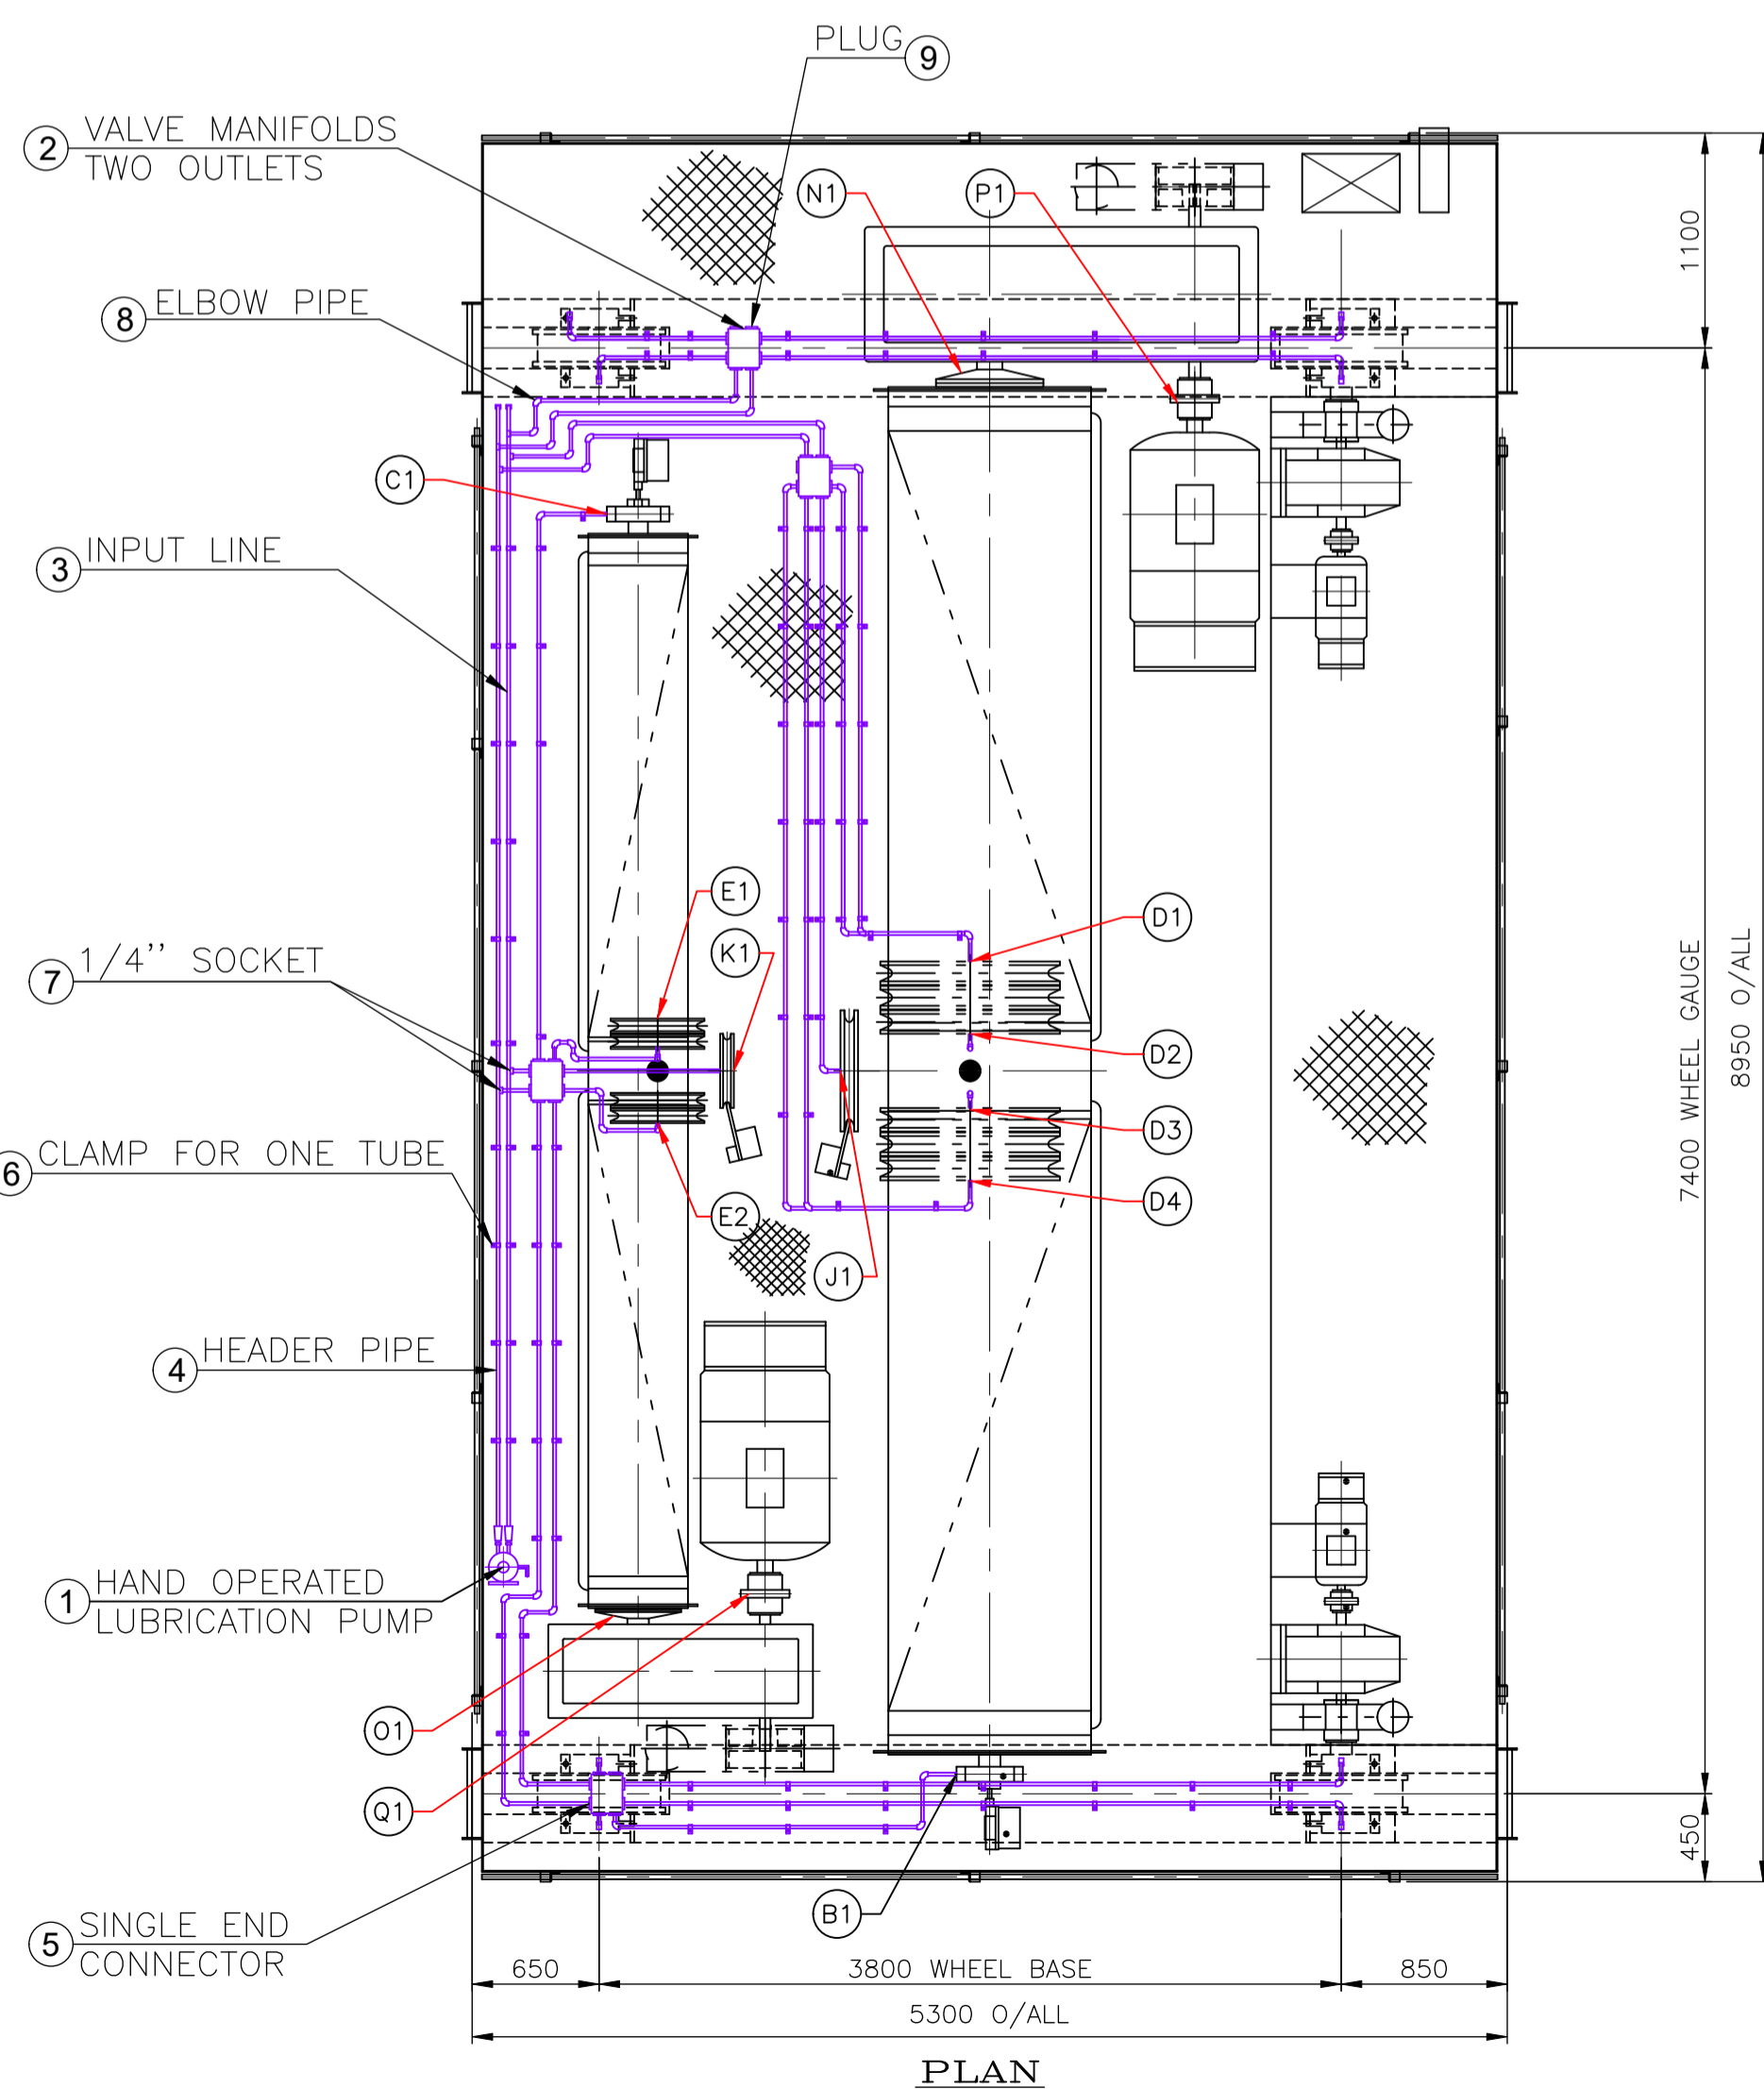 PLUG 9
2 VALVE MANIFOLDS
TWO OUTLETS
N1
P1
1100
8 ELBOW PIPE
C1
3 INPUT LINE
E1
D1
K1
7 1/4'' SOCKET
7400 WHEEL GAUGE
8950 O/ALL
D2
D3
6 CLAMP FOR ONE TUBE
D4
E2
J1
4 HEADER PIPE
1 HAND OPERATED
LUBRICATION PUMP
O1
Q1
450
B1
5 SINGLE END
CONNECTOR
650
3800 WHEEL BASE
850
5300 O/ALL
PLAN